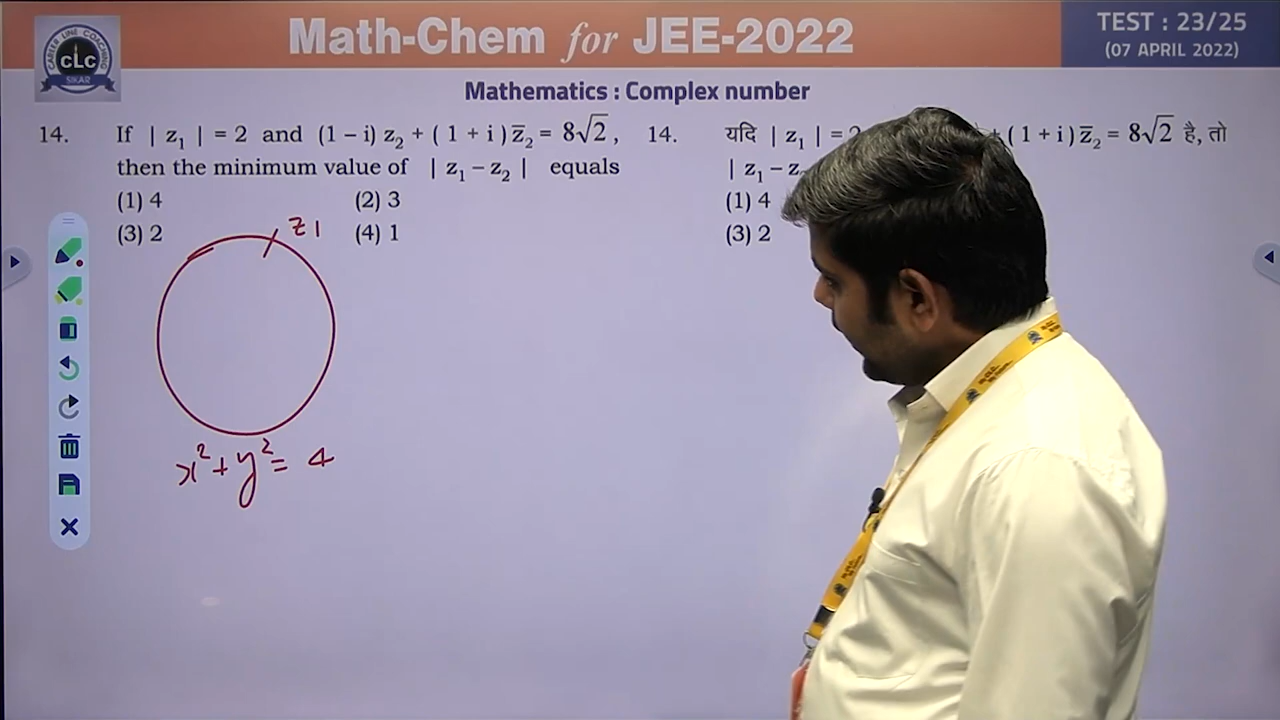 CAREER LINE COACHING
CLC
SIKAR
Math-Chem for JEE-2022
TEST : 23/25
(07 APRIL 2022)
Mathematics : Complex number
14. If | z₁ | = 2 and (1 – i) z₂ + ( 1 + i ) z̅₂ = 8√2 ,
then the minimum value of | z₁ – z₂ | equals
(1) 4 (2) 3
(3) 2 (4) 1
z1
x² + y² = 4
14. यदि | z₁ | = 2 + ( 1 + i ) z̅₂ = 8√2 है, तो
| z₁ – z₂
(1) 4
(3) 2